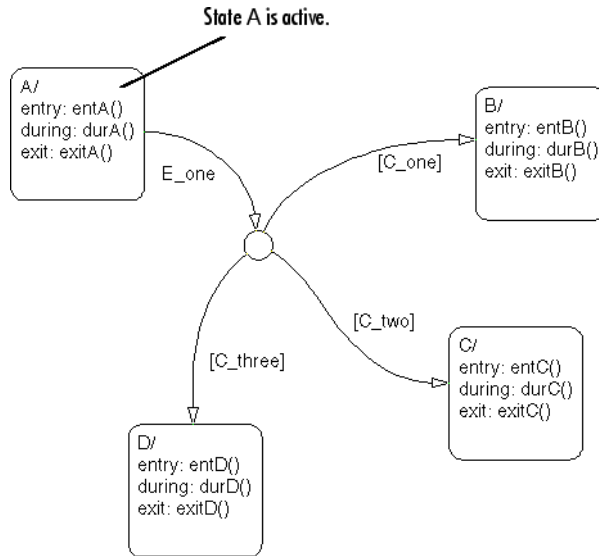 State A is active.
A/
entry: entA()
during: durA()
exit: exitA()
E_one
[C_one]
B/
entry: entB()
during: durB()
exit: exitB()
[C_two]
C/
entry: entC()
during: durC()
exit: exitC()
[C_three]
D/
entry: entD()
during: durD()
exit: exitD()